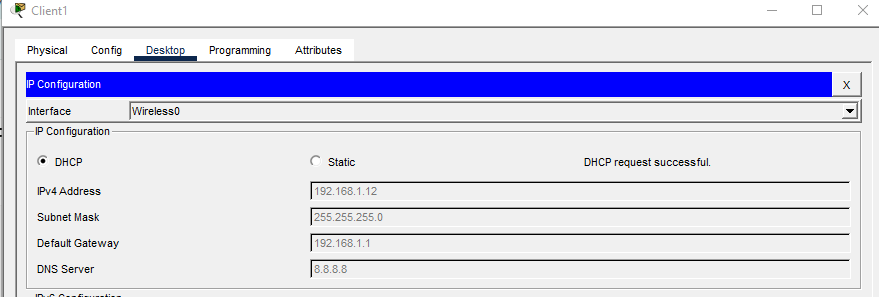 Client1
Physical Config Desktop Programming Attributes
IP Configuration X
Interface Wireless0
IP Configuration
DHCP Static DHCP request successful.
IPv4 Address 192.168.1.12
Subnet Mask 255.255.255.0
Default Gateway 192.168.1.1
DNS Server 8.8.8.8
IPv6 Configuration